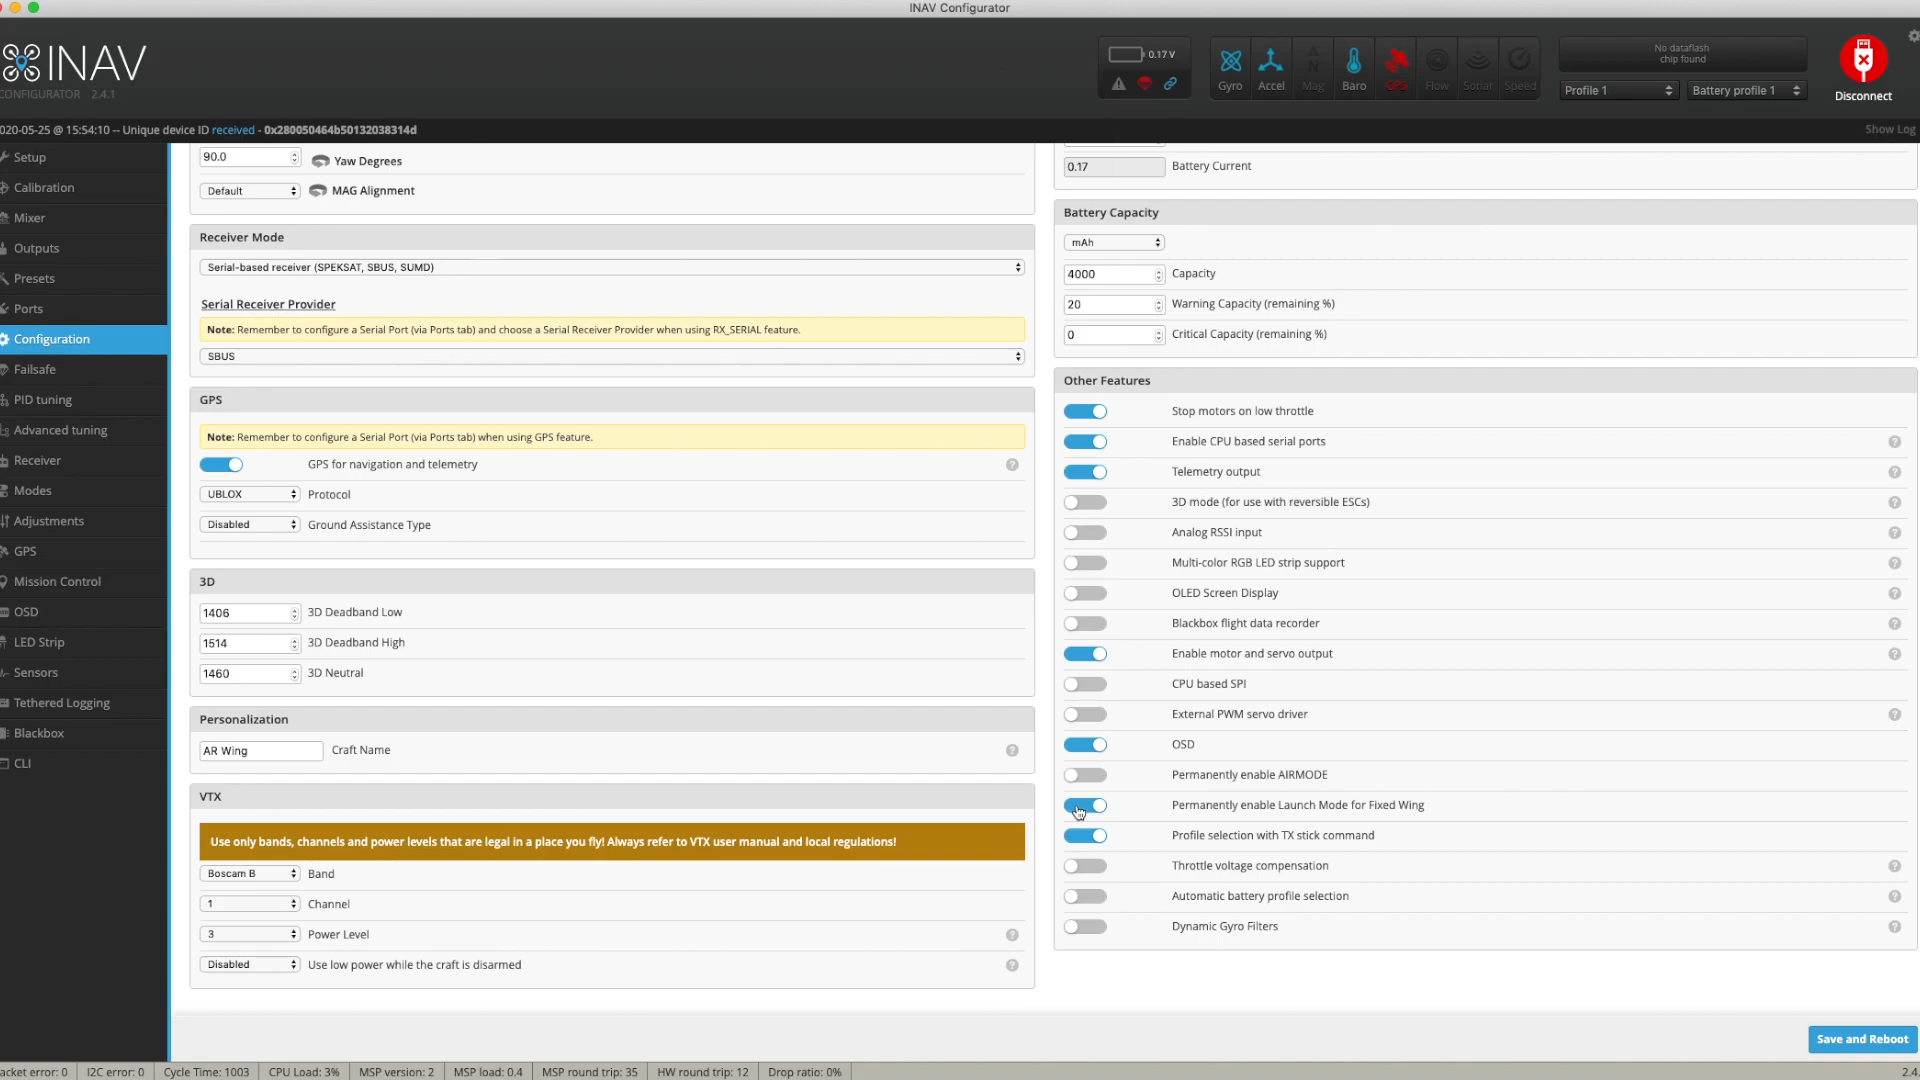 INAV Configurator
INAV
CONFIGURATOR 2.4.1
0.17 V
Gyro
Accel
Mag
Baro
GPS
Flow
Sonar
Speed
No dataflash
chip found
Profile 1
Battery profile 1
Disconnect
020-05-25 @ 15:54:10 -- Unique device ID received - 0x280050464b50132038314d
Show Log
Setup
Calibration
Mixer
Outputs
Presets
Ports
Configuration
Failsafe
PID tuning
Advanced tuning
Receiver
Modes
Adjustments
GPS
Mission Control
OSD
LED Strip
Sensors
Tethered Logging
Blackbox
CLI
90.0 Yaw Degrees
Default MAG Alignment
Receiver Mode
Serial-based receiver (SPEKSAT, SBUS, SUMD)
Serial Receiver Provider
Note: Remember to configure a Serial Port (via Ports tab) and choose a Serial Receiver Provider when using RX_SERIAL feature.
SBUS
GPS
Note: Remember to configure a Serial Port (via Ports tab) when using GPS feature.
GPS for navigation and telemetry
UBLOX Protocol
Disabled Ground Assistance Type
3D
1406 3D Deadband Low
1514 3D Deadband High
1460 3D Neutral
Personalization
AR Wing Craft Name
VTX
Use only bands, channels and power levels that are legal in a place you fly! Always refer to VTX user manual and local regulations!
Boscam B Band
1 Channel
3 Power Level
Disabled Use low power while the craft is disarmed
0.17 Battery Current
Battery Capacity
mAh
4000 Capacity
20 Warning Capacity (remaining %)
0 Critical Capacity (remaining %)
Other Features
Stop motors on low throttle
Enable CPU based serial ports
Telemetry output
3D mode (for use with reversible ESCs)
Analog RSSI input
Multi-color RGB LED strip support
OLED Screen Display
Blackbox flight data recorder
Enable motor and servo output
CPU based SPI
External PWM servo driver
OSD
Permanently enable AIRMODE
Permanently enable Launch Mode for Fixed Wing
Profile selection with TX stick command
Throttle voltage compensation
Automatic battery profile selection
Dynamic Gyro Filters
Save and Reboot
acket error: 0 I2C error: 0 Cycle Time: 1003 CPU Load: 3% MSP version: 2 MSP load: 0.4 MSP round trip: 35 HW round trip: 12 Drop ratio: 0% 2.4.